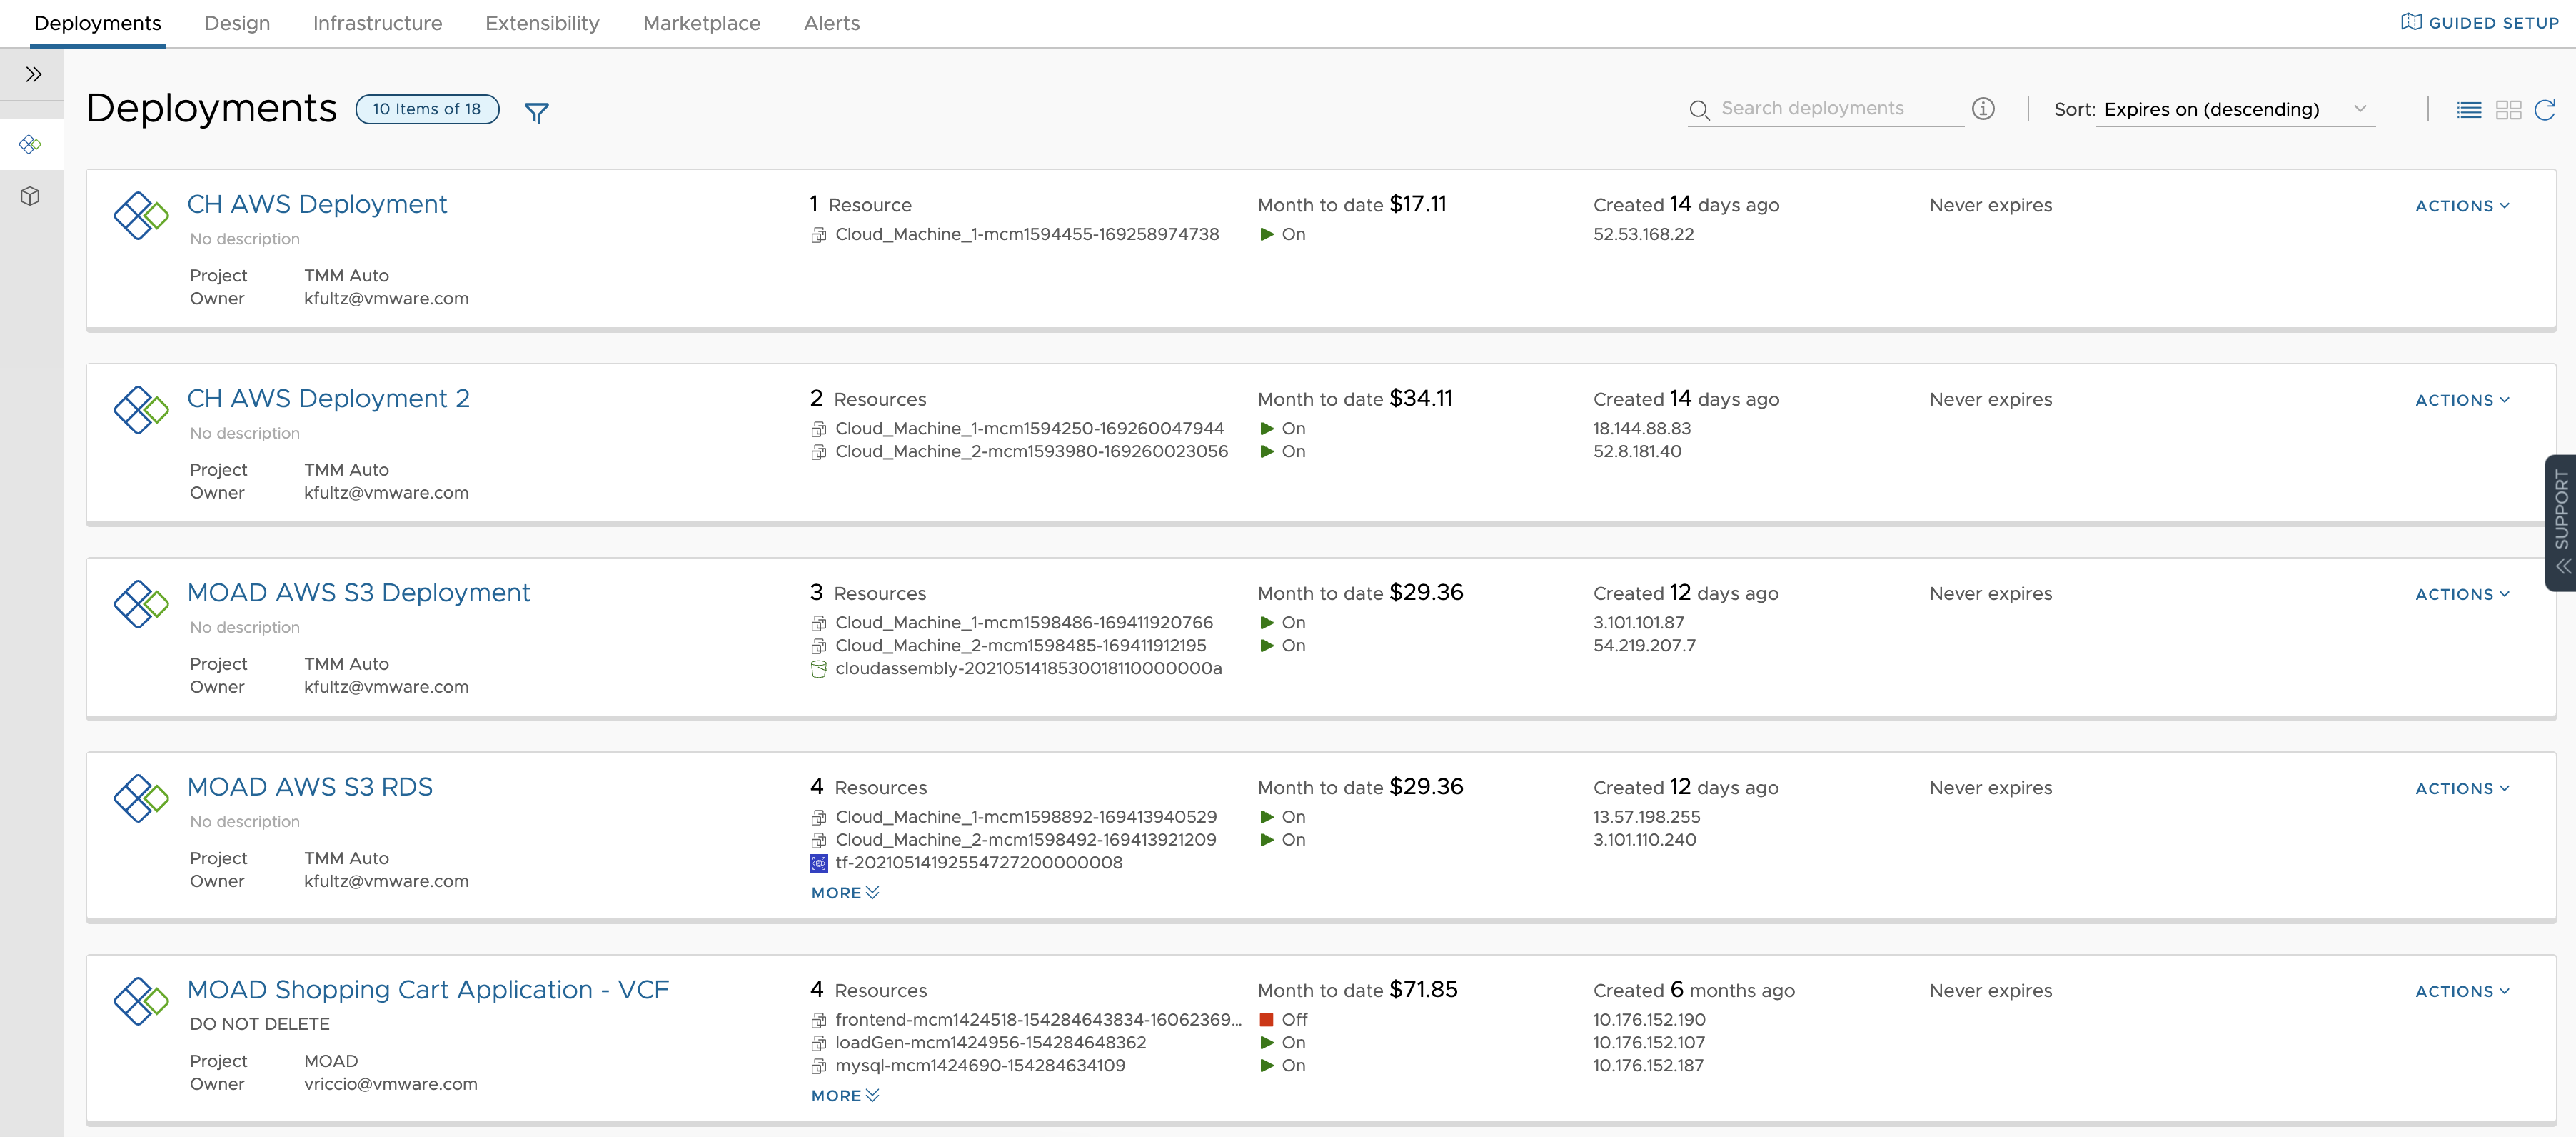 Deployments Design Infrastructure Extensibility Marketplace Alerts GUIDED SETUP
Deployments 10 Items of 18 Search deployments Sort: Expires on (descending)
CH AWS Deployment 1 Resource Month to date $17.11 Created 14 days ago Never expires ACTIONS
No description Cloud_Machine_1-mcm1594455-169258974738 On 52.53.168.22
Project TMM Auto
Owner kfultz@vmware.com
CH AWS Deployment 2 2 Resources Month to date $34.11 Created 14 days ago Never expires ACTIONS
No description Cloud_Machine_1-mcm1594250-169260047944 On 18.144.88.83
Cloud_Machine_2-mcm1593980-169260023056 On 52.8.181.40
Project TMM Auto
Owner kfultz@vmware.com
SUPPORT
MOAD AWS S3 Deployment 3 Resources Month to date $29.36 Created 12 days ago Never expires ACTIONS
No description Cloud_Machine_1-mcm1598486-169411920766 On 3.101.101.87
Cloud_Machine_2-mcm1598485-169411912195 On 54.219.207.7
Project TMM Auto cloudassembly-2021051418530018110000000a
Owner kfultz@vmware.com
MOAD AWS S3 RDS 4 Resources Month to date $29.36 Created 12 days ago Never expires ACTIONS
No description Cloud_Machine_1-mcm1598892-169413940529 On 13.57.198.255
Cloud_Machine_2-mcm1598492-169413921209 On 3.101.110.240
Project TMM Auto tf-20210514192554727200000008
Owner kfultz@vmware.com MORE
MOAD Shopping Cart Application - VCF 4 Resources Month to date $71.85 Created 6 months ago Never expires ACTIONS
DO NOT DELETE frontend-mcm1424518-154284643834-16062369... Off 10.176.152.190
loadGen-mcm1424956-154284648362 On 10.176.152.107
Project MOAD mysql-mcm1424690-154284634109 On 10.176.152.187
Owner vriccio@vmware.com MORE